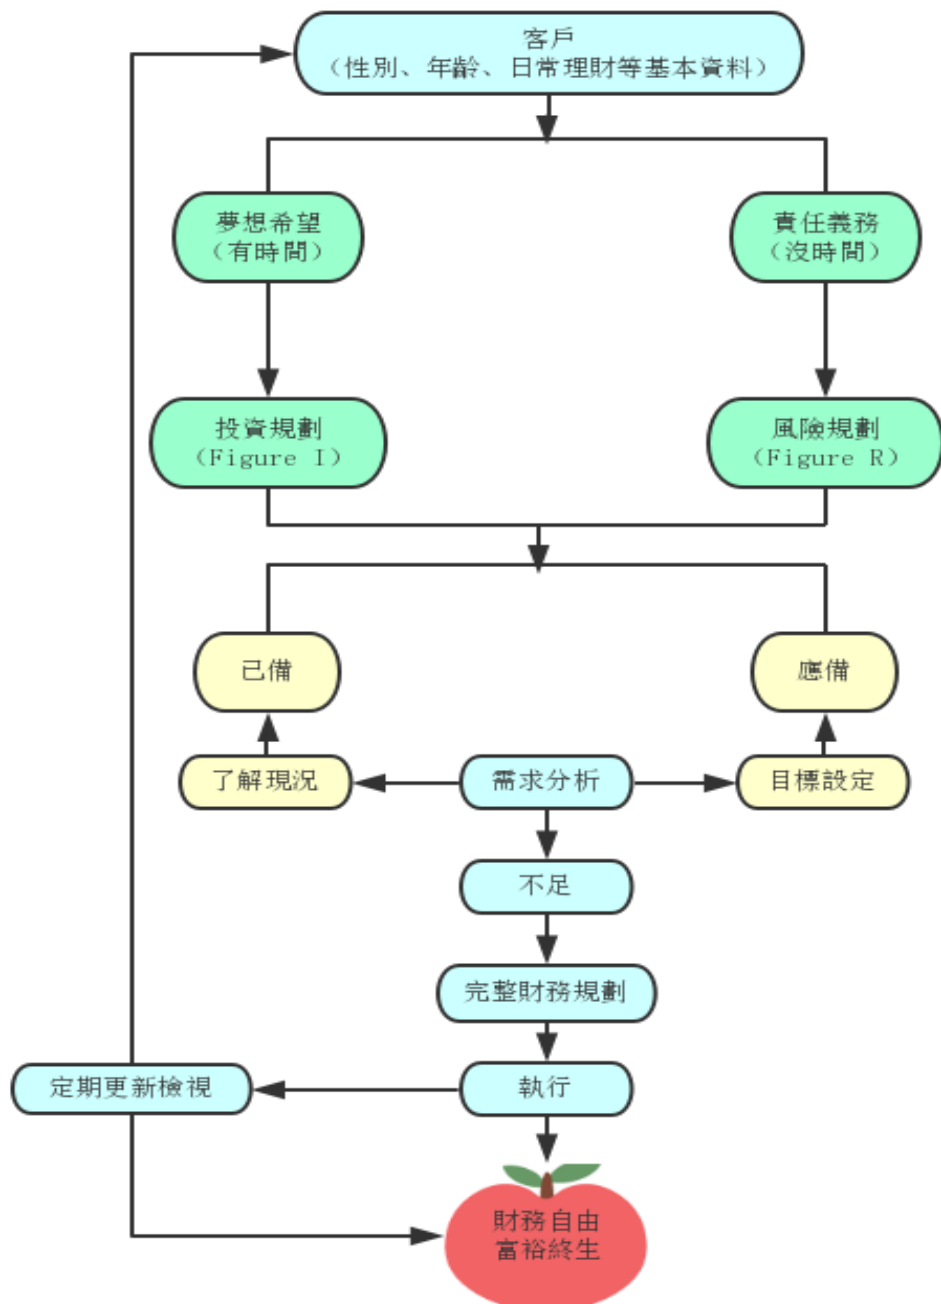 客戶
（性別、年齡、日常理財等基本資料）
夢想希望
（有時間）
責任義務
（沒時間）
投資規劃
（Figure I）
風險規劃
（Figure R）
已備
應備
了解現況
需求分析
目標設定
不足
完整財務規劃
定期更新檢視
執行
財務自由
富裕終生